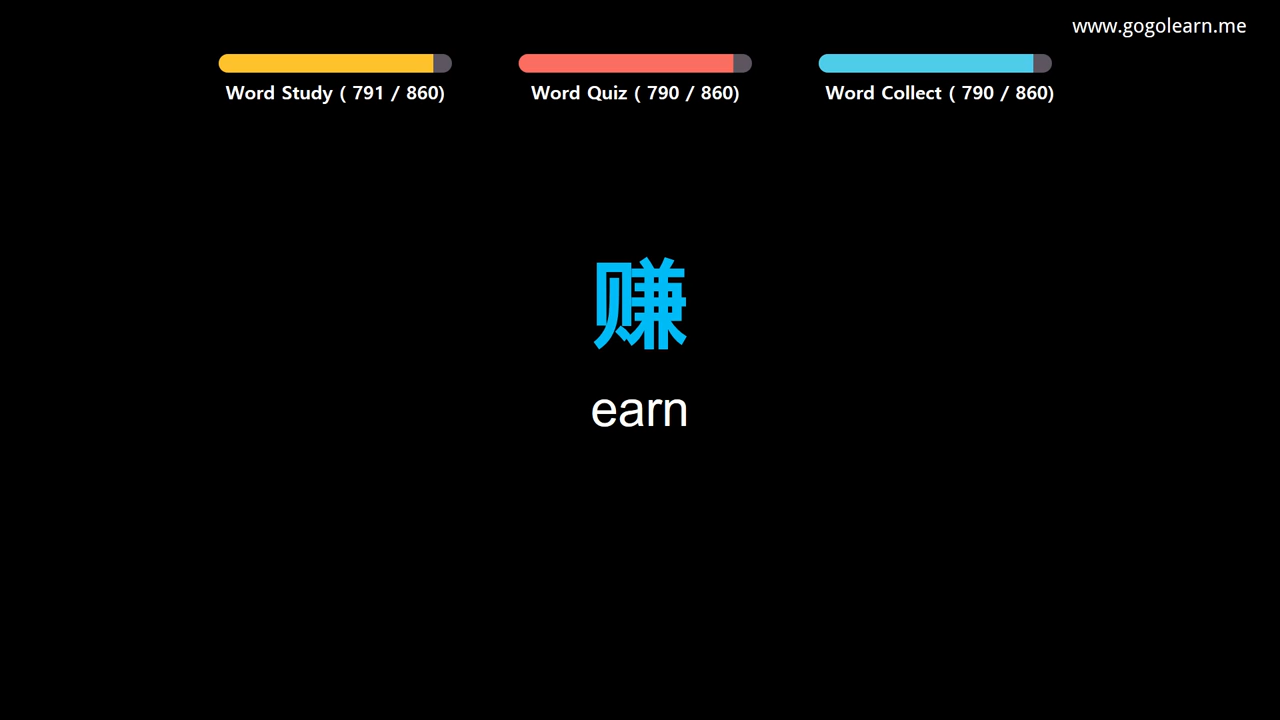 www.gogolearn.me
Word Study ( 791 / 860)
Word Quiz ( 790 / 860)
Word Collect ( 790 / 860)
赚
earn